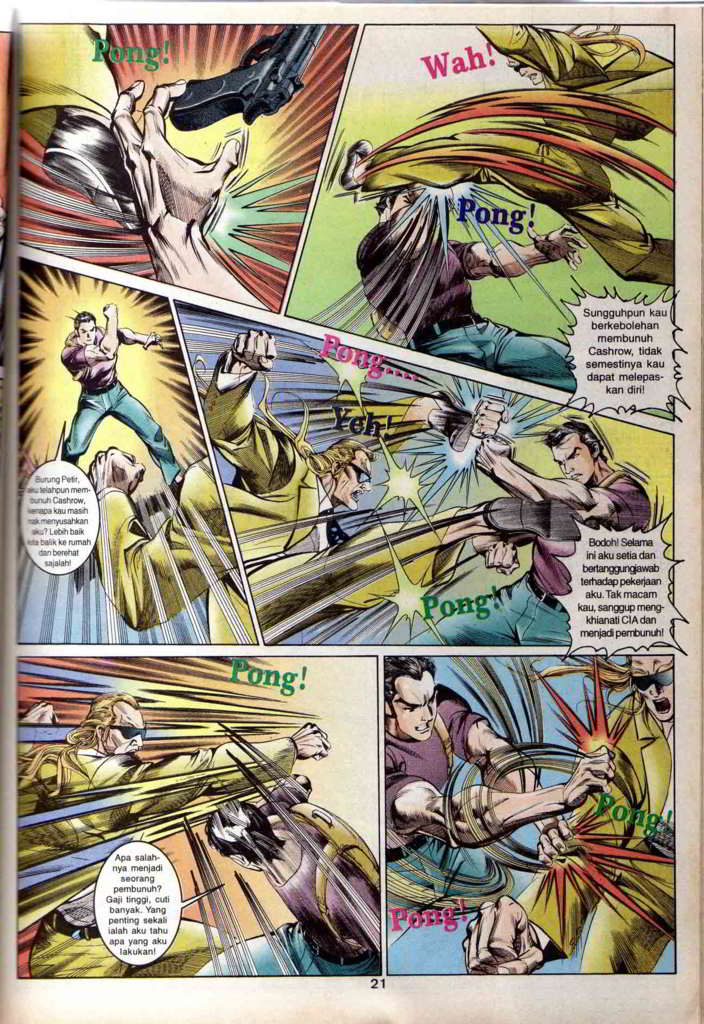 Pong!
Wah!
Pong!
Sungguhpun kau
berkebolehan
membunuh
Cashrow, tidak
semestinya kau
dapat melepas-
kan diri!
Burung Petir,
aku telahpun mem-
bunuh Cashrow,
kenapa kau masih
nak menyusahkan
aku? Lebih baik
kita balik ke rumah
dan berehat
sajalah!
Pong....
Yeh!
Pong!
Bodoh! Selama
ini aku setia dan
bertanggungjawab
terhadap pekerjaan
aku. Tak macam
kau, sanggup meng-
khianati CIA dan
menjadi pembunuh!
Pong!
Apa salah-
nya menjadi
seorang
pembunuh?
Gaji tinggi, cuti
banyak. Yang
penting sekali
ialah aku tahu
apa yang aku
lakukan!
Pong!
Pong!
21